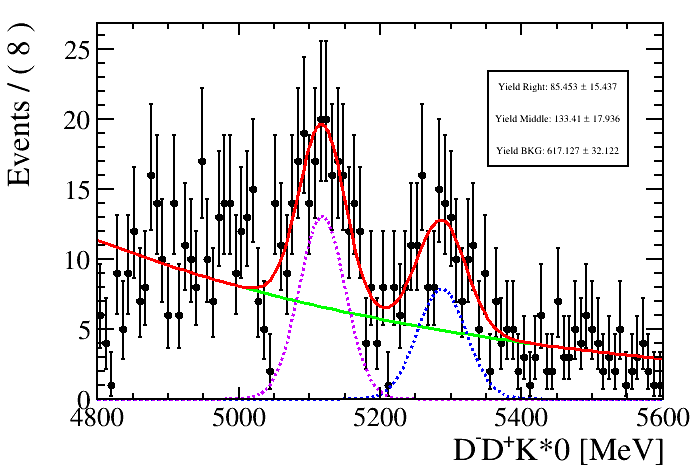 Events / ( 8 )
25
20
15
10
5
0
Yield Right: 85.453 ± 15.437
Yield Middle: 133.41 ± 17.936
Yield BKG: 617.127 ± 32.122
4800 5000 5200 5400 5600
D⁻D⁺K*0 [MeV]